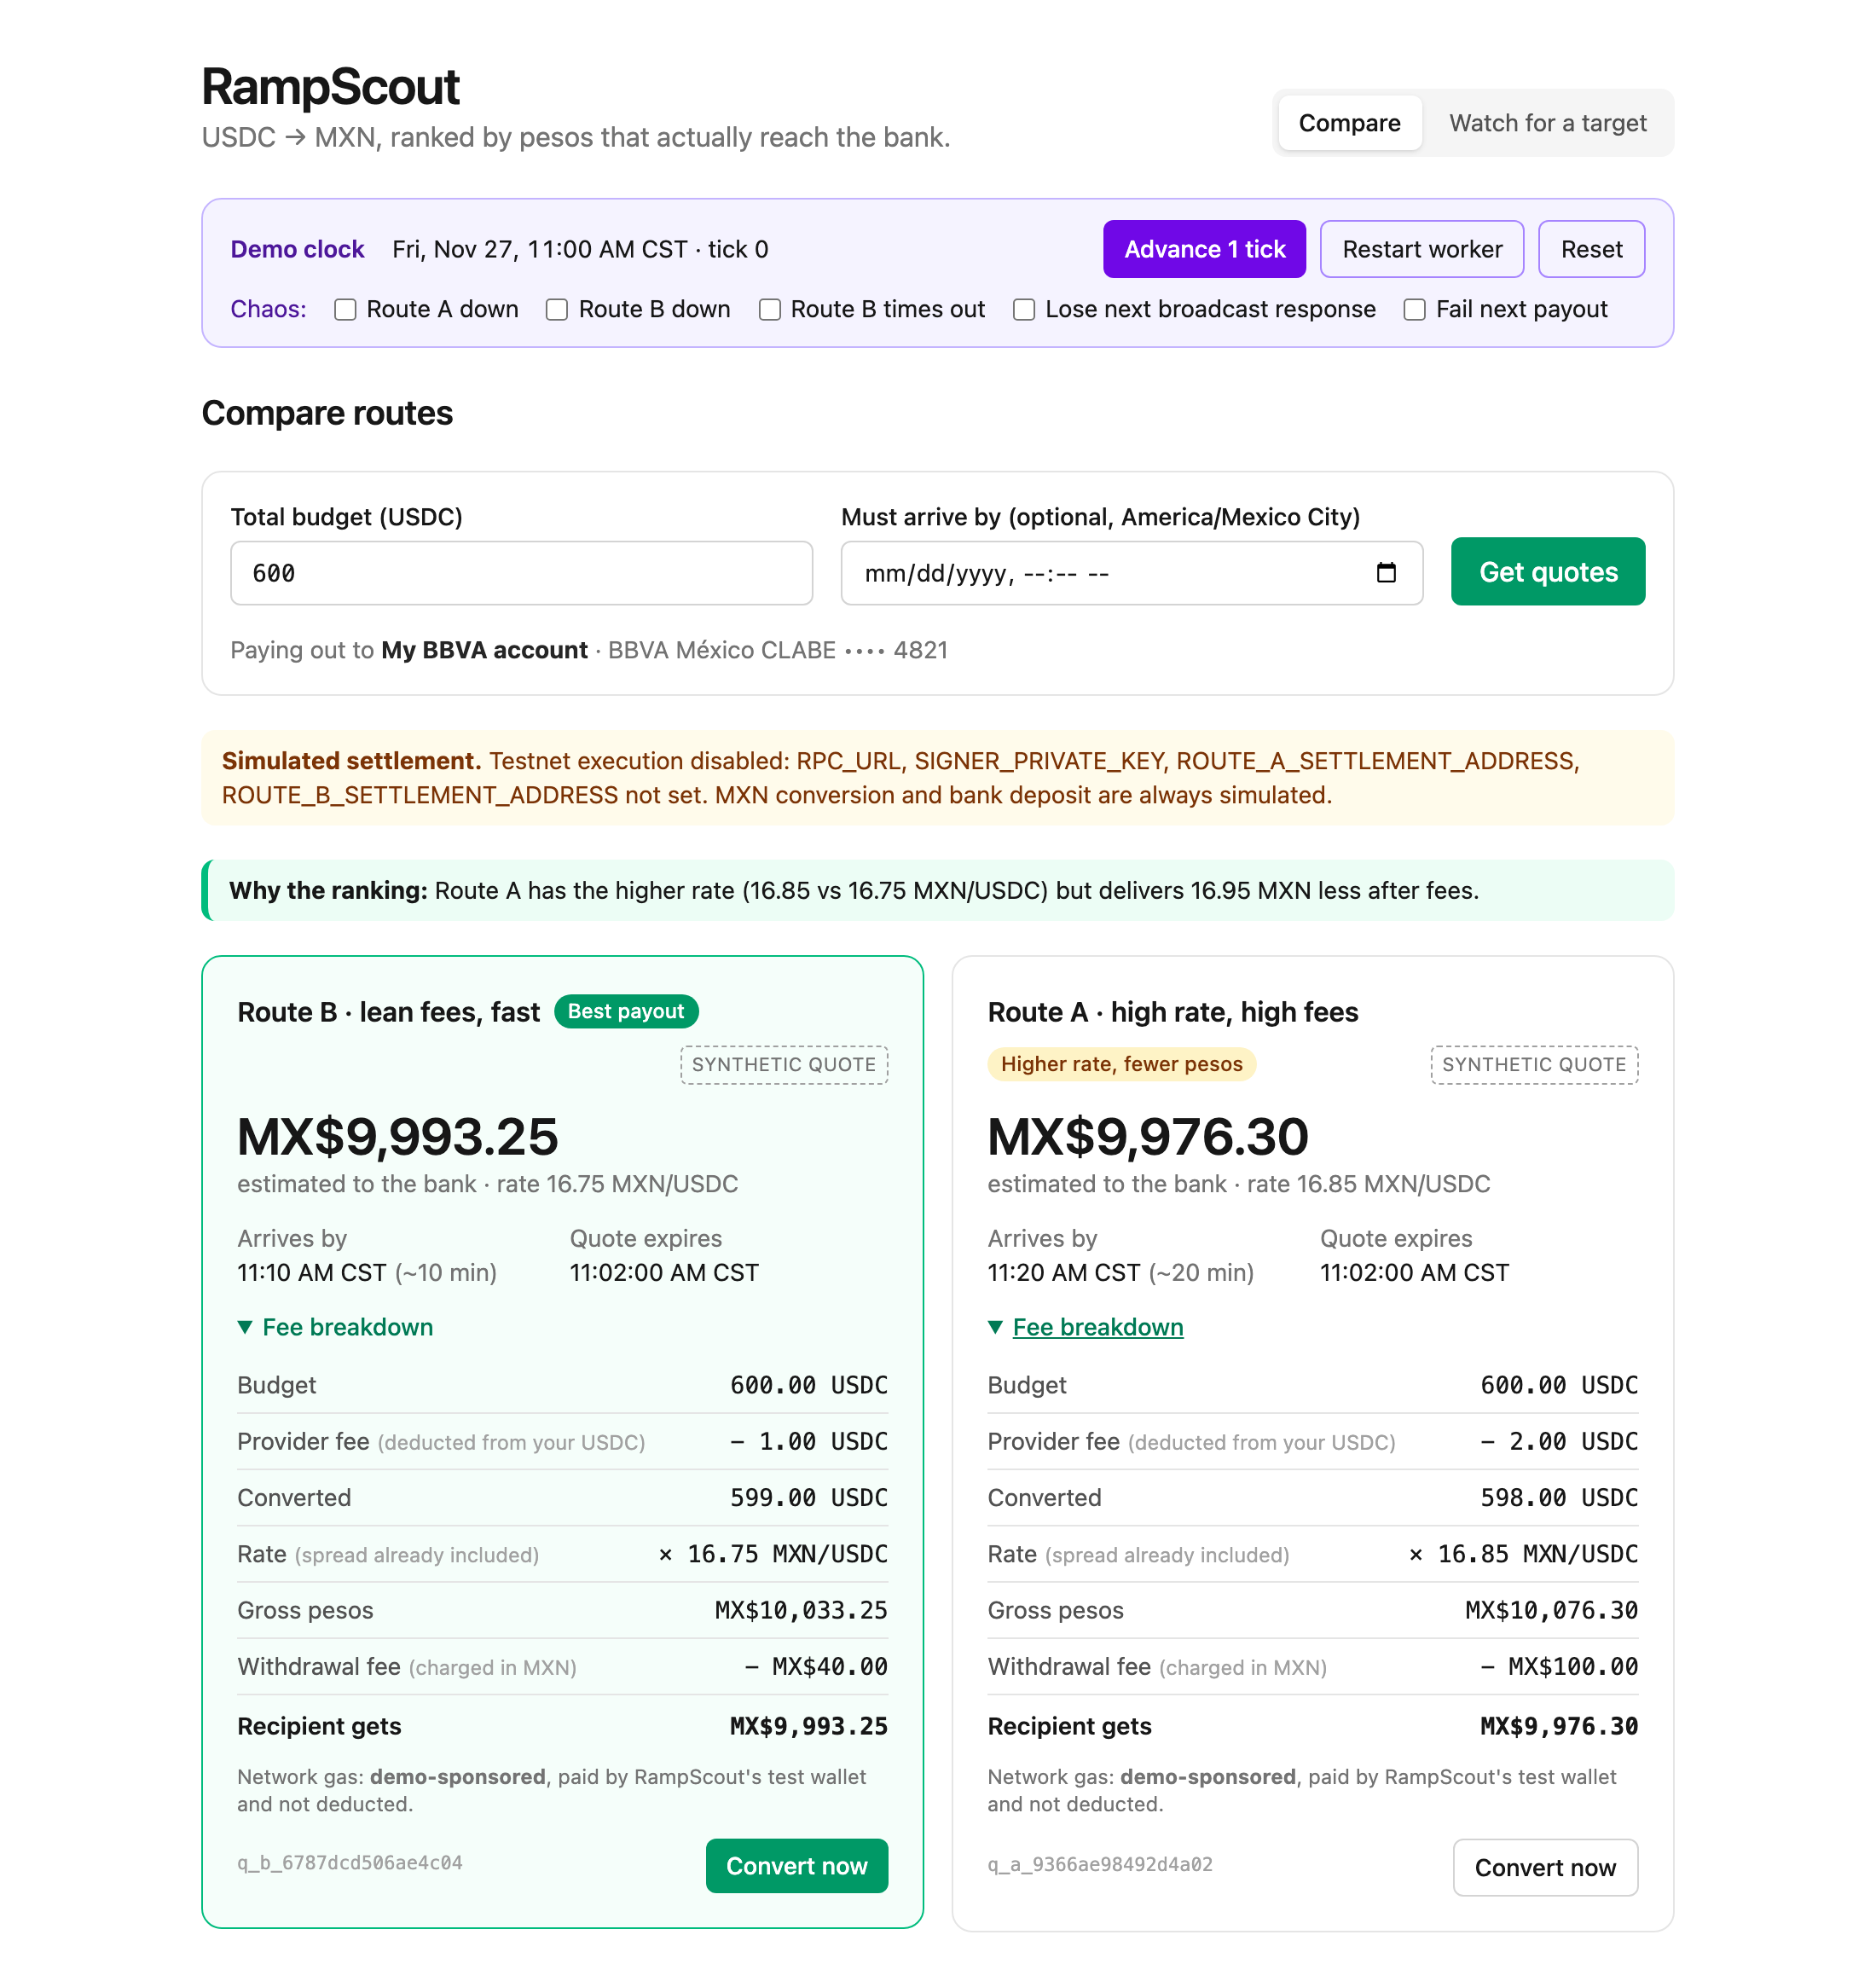 RampScout
USDC → MXN, ranked by pesos that actually reach the bank.
Compare
Watch for a target
Demo clock
Fri, Nov 27, 11:00 AM CST · tick 0
Advance 1 tick
Restart worker
Reset
Chaos:
Route A down
Route B down
Route B times out
Lose next broadcast response
Fail next payout
Compare routes
Total budget (USDC)
600
Must arrive by (optional, America/Mexico City)
mm/dd/yyyy, --:-- --
Get quotes
Paying out to My BBVA account · BBVA México CLABE •••• 4821
Simulated settlement. Testnet execution disabled: RPC_URL, SIGNER_PRIVATE_KEY, ROUTE_A_SETTLEMENT_ADDRESS,
ROUTE_B_SETTLEMENT_ADDRESS not set. MXN conversion and bank deposit are always simulated.
Why the ranking: Route A has the higher rate (16.85 vs 16.75 MXN/USDC) but delivers 16.95 MXN less after fees.
Route B · lean fees, fast
Best payout
SYNTHETIC QUOTE
MX$9,993.25
estimated to the bank · rate 16.75 MXN/USDC
Arrives by
11:10 AM CST (~10 min)
Quote expires
11:02:00 AM CST
▼ Fee breakdown
Budget 600.00 USDC
Provider fee (deducted from your USDC) − 1.00 USDC
Converted 599.00 USDC
Rate (spread already included) × 16.75 MXN/USDC
Gross pesos MX$10,033.25
Withdrawal fee (charged in MXN) − MX$40.00
Recipient gets MX$9,993.25
Network gas: demo-sponsored, paid by RampScout's test wallet
and not deducted.
q_b_6787dcd506ae4c04
Convert now
Route A · high rate, high fees
Higher rate, fewer pesos
SYNTHETIC QUOTE
MX$9,976.30
estimated to the bank · rate 16.85 MXN/USDC
Arrives by
11:20 AM CST (~20 min)
Quote expires
11:02:00 AM CST
▼ Fee breakdown
Budget 600.00 USDC
Provider fee (deducted from your USDC) − 2.00 USDC
Converted 598.00 USDC
Rate (spread already included) × 16.85 MXN/USDC
Gross pesos MX$10,076.30
Withdrawal fee (charged in MXN) − MX$100.00
Recipient gets MX$9,976.30
Network gas: demo-sponsored, paid by RampScout's test wallet
and not deducted.
q_a_9366ae98492d4a02
Convert now